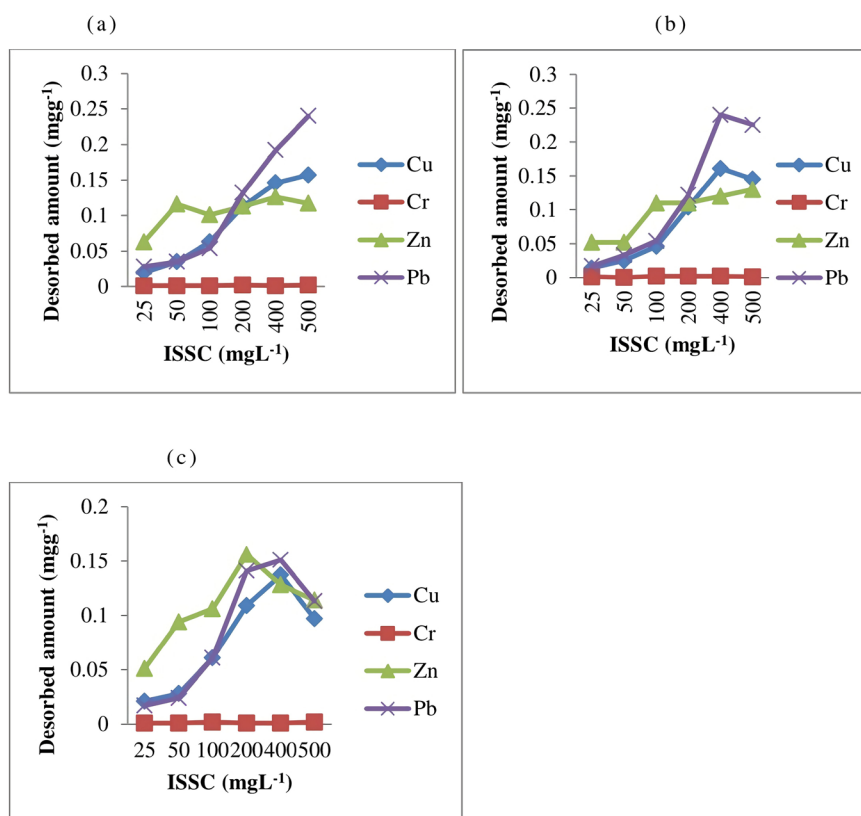 (a)
0.3
0.25
0.2
0.15
0.1
0.05
0
Desorbed amount (mgg⁻¹)
25
50
100
200
400
500
ISSC (mgL⁻¹)
Cu
Cr
Zn
Pb
(b)
0.3
0.25
0.2
0.15
0.1
0.05
0
Desorbed amount (mgg⁻¹)
25
50
100
200
400
500
ISSC (mgL⁻¹)
Cu
Cr
Zn
Pb
(c)
0.2
0.15
0.1
0.05
0
Desorbed amount (mgg⁻¹)
25 50 100 200 400 500
ISSC (mgL⁻¹)
Cu
Cr
Zn
Pb